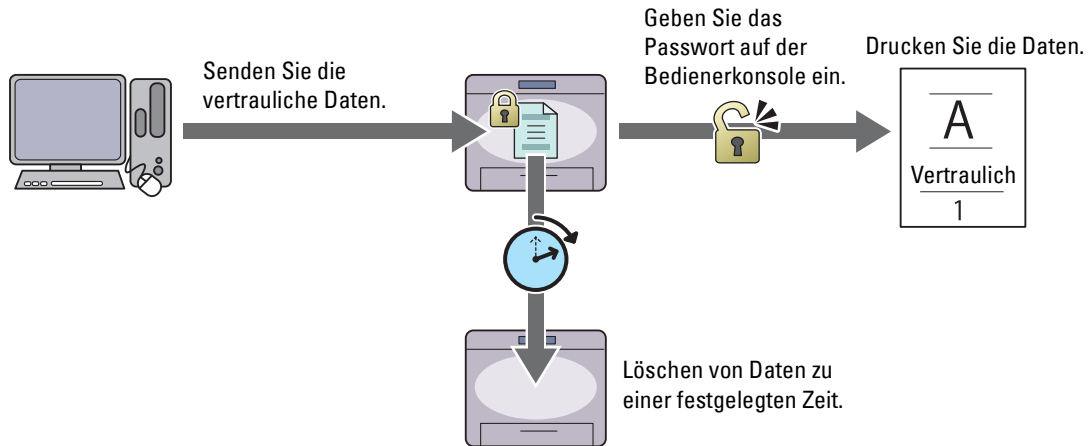 Senden Sie die
vertrauliche Daten.
Geben Sie das
Passwort auf der
Bedienerkonsole ein.
Drucken Sie die Daten.
A
Vertraulich
1
Löschen von Daten zu
einer festgelegten Zeit.